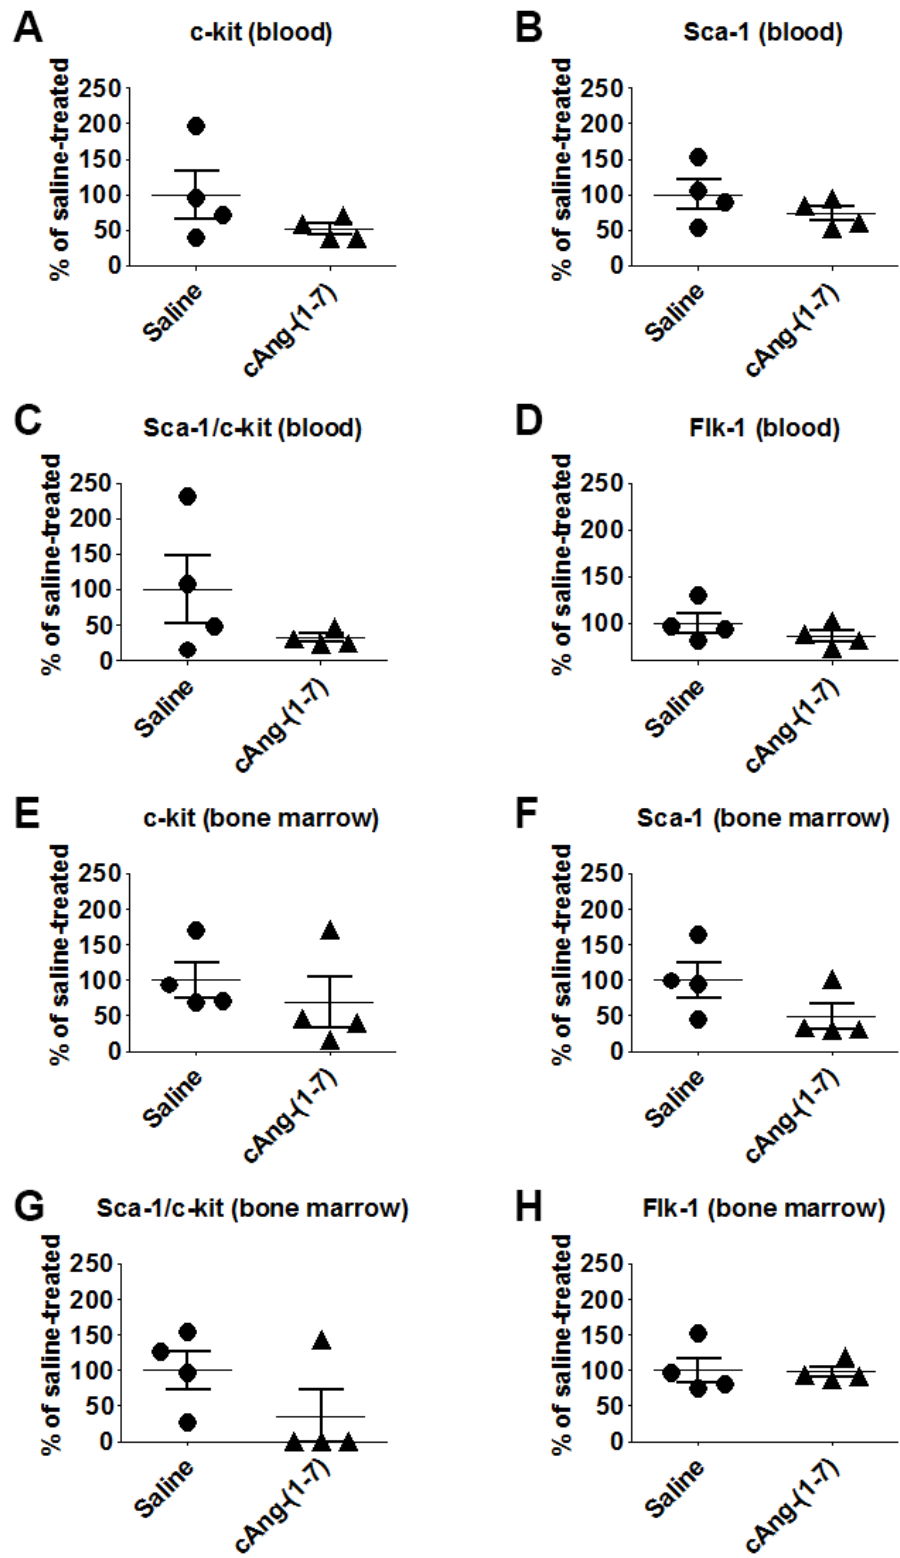 A
c-kit (blood)
% of saline-treated
250
200
150
100
50
0
Saline
cAng-(1-7)
B
Sca-1 (blood)
% of saline-treated
250
200
150
100
50
0
Saline
cAng-(1-7)
C
Sca-1/c-kit (blood)
% of saline-treated
250
200
150
100
50
0
Saline
cAng-(1-7)
D
Flk-1 (blood)
% of saline-treated
250
200
150
100
Saline
cAng-(1-7)
E
c-kit (bone marrow)
% of saline-treated
250
200
150
100
50
0
Saline
cAng-(1-7)
F
Sca-1 (bone marrow)
% of saline-treated
250
200
150
100
50
0
Saline
cAng-(1-7)
G
Sca-1/c-kit (bone marrow)
% of saline-treated
250
200
150
100
50
0
Saline
cAng-(1-7)
H
Flk-1 (bone marrow)
% of saline-treated
250
200
150
100
50
0
Saline
cAng-(1-7)